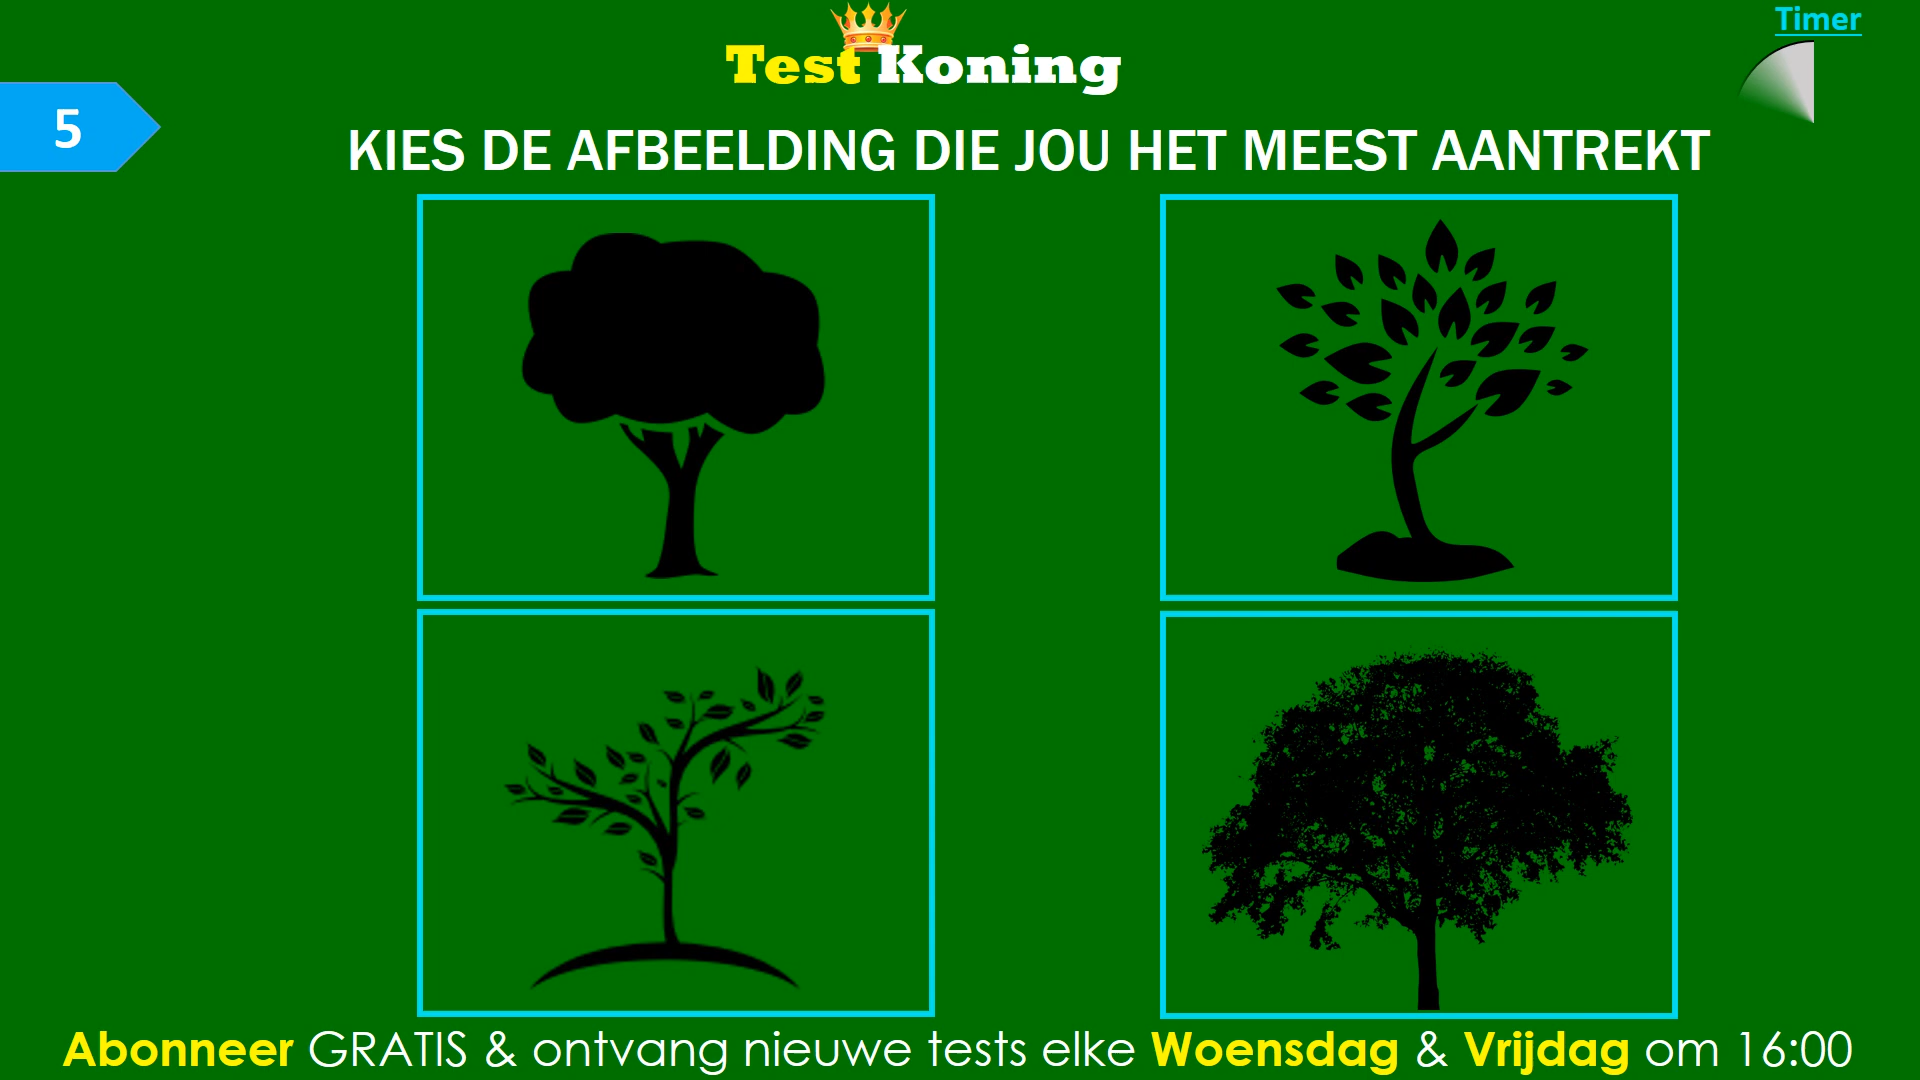 Timer
Test Koning
5
KIES DE AFBEELDING DIE JOU HET MEEST AANTREKT
Abonneer GRATIS & ontvang nieuwe tests elke Woensdag & Vrijdag om 16:00